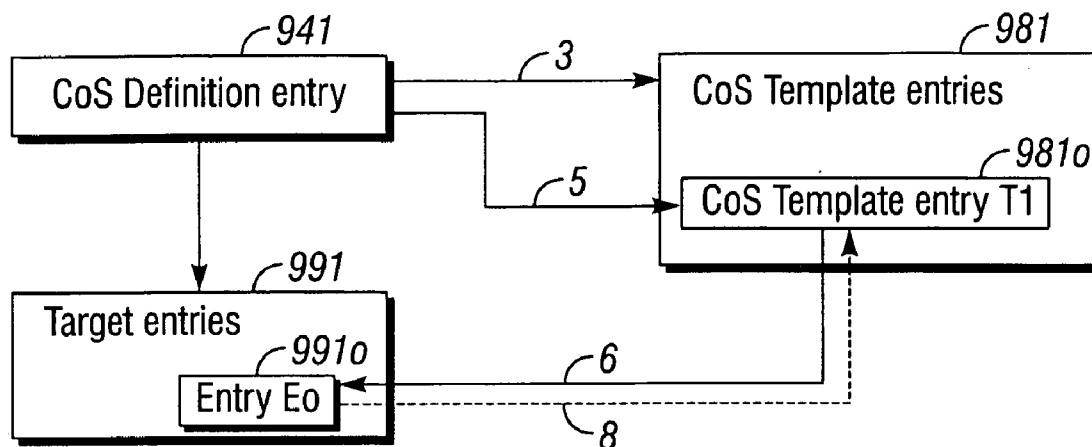 941
CoS Definition entry
3
5
981
CoS Template entries
981o
CoS Template entry T1
991
Target entries
991o
Entry Eo
6
8